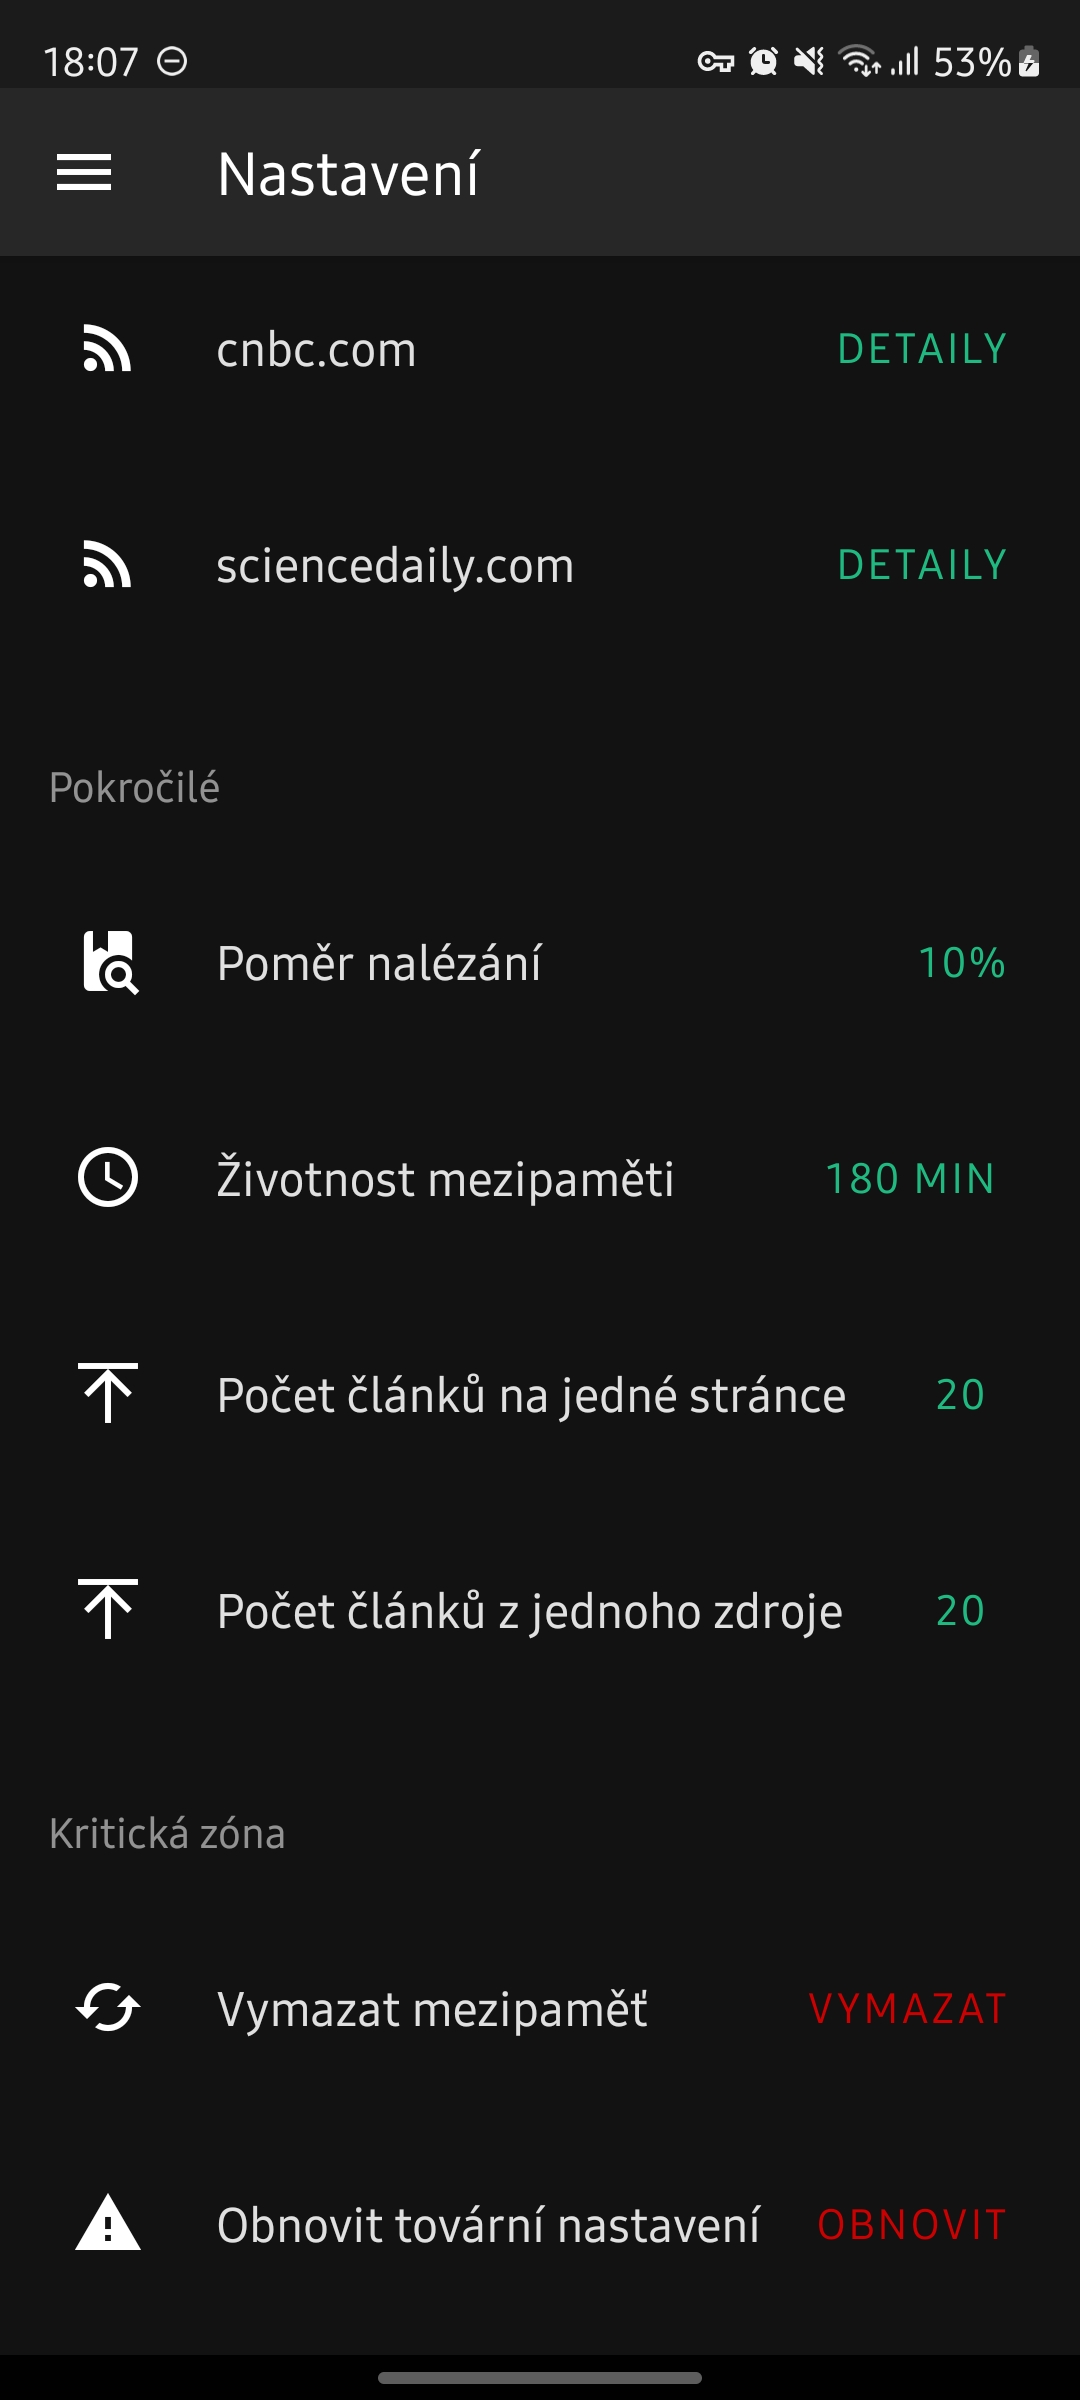 18:07 53%
Nastavení
cnbc.com DETAILY
sciencedaily.com DETAILY
Pokročilé
Poměr nalézání 10%
Životnost mezipaměti 180 MIN
Počet článků na jedné stránce 20
Počet článků z jednoho zdroje 20
Kritická zóna
Vymazat mezipaměť VYMAZAT
Obnovit tovární nastavení OBNOVIT